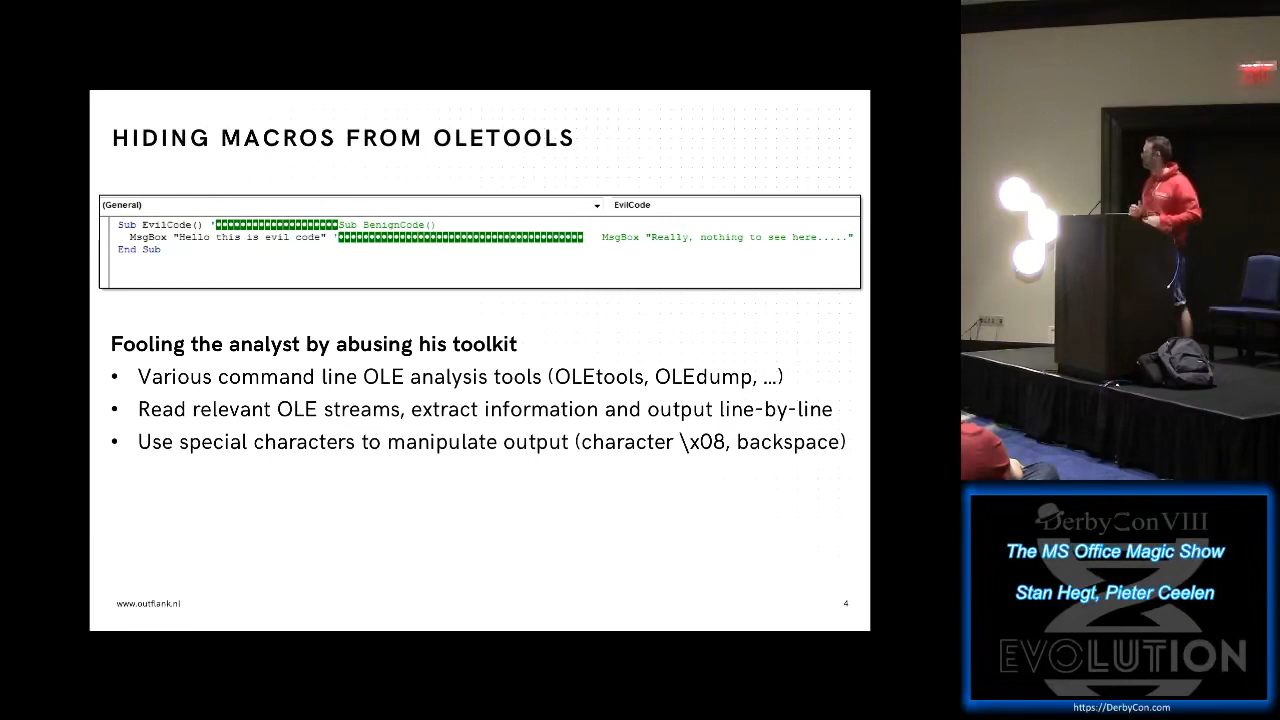 HIDING MACROS FROM OLETOOLS
(General)
EvilCode
Sub EvilCode() '◘◘◘◘◘◘◘◘◘◘◘◘◘◘◘◘◘◘◘◘Sub BenignCode()
MsgBox "Hello this is evil code" '◘◘◘◘◘◘◘◘◘◘◘◘◘◘◘◘◘◘◘◘◘◘◘◘◘◘◘◘◘◘◘◘◘◘◘◘◘◘◘◘ MsgBox "Really, nothing to see here....."
End Sub
Fooling the analyst by abusing his toolkit
• Various command line OLE analysis tools (OLEtools, OLEdump, …)
• Read relevant OLE streams, extract information and output line-by-line
• Use special characters to manipulate output (character \x08, backspace)
www.outflank.nl
4
EXIT
DerbyCon VIII
The MS Office Magic Show
Stan Hegt, Pieter Ceelen
EVOLUTION
https://DerbyCon.com